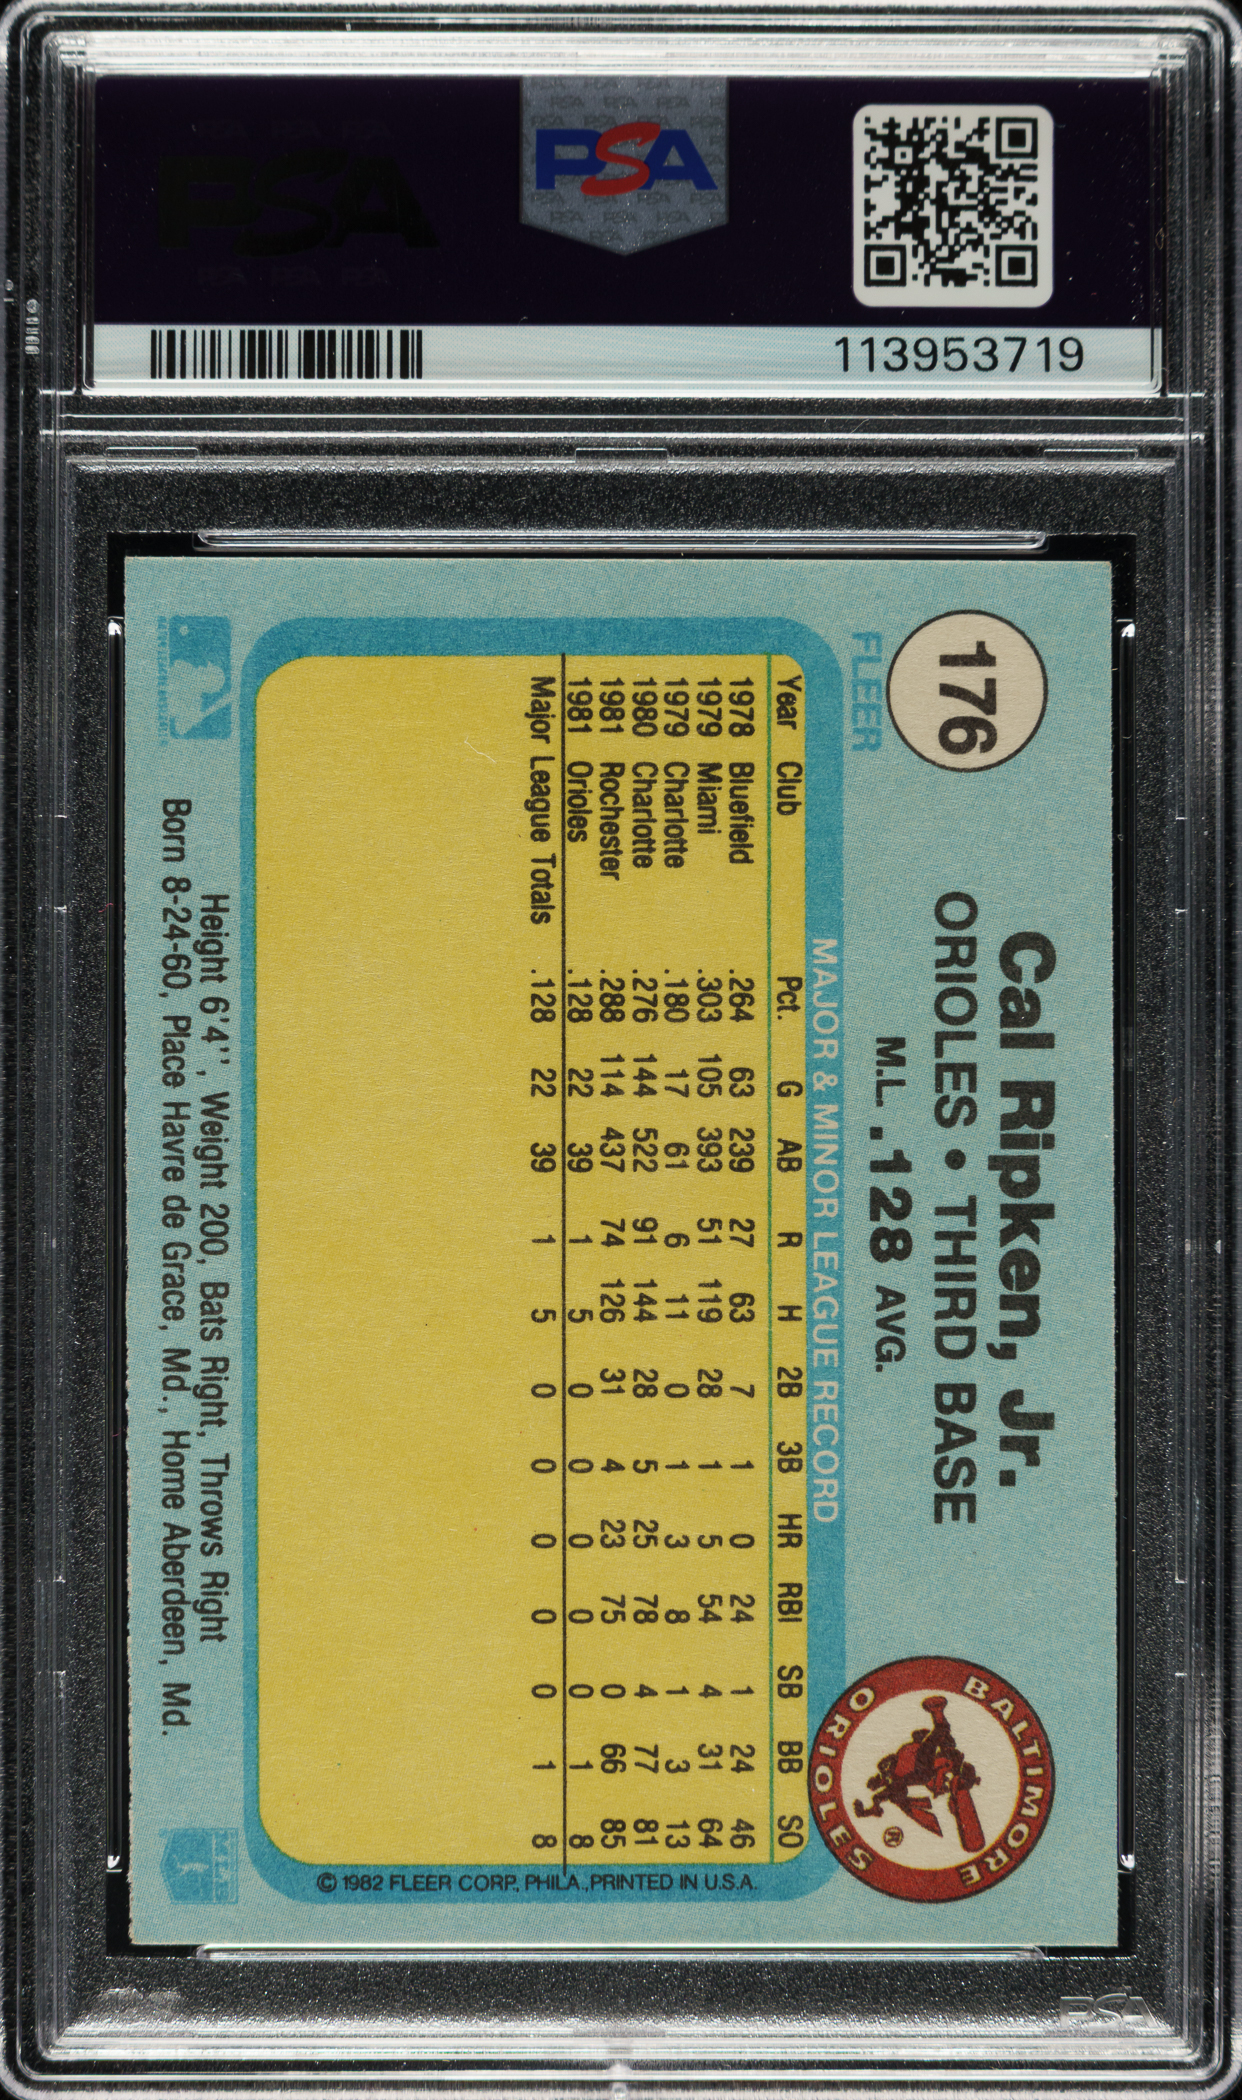 PSA
113953719
176
FLEER
Cal Ripken, Jr.
ORIOLES • THIRD BASE
M.L. .128 AVG.
BALTIMORE ORIOLES ®
MAJOR & MINOR LEAGUE RECORD
Year Club Pct. G AB R H 2B 3B HR RBI SB BB SO
1978 Bluefield .264 63 239 27 63 7 1 0 24 1 24 46
1979 Miami .303 105 393 51 119 28 1 5 54 4 31 64
1979 Charlotte .180 17 61 6 11 0 1 3 8 1 3 13
1980 Charlotte .276 144 522 91 144 28 5 25 78 4 77 81
1981 Rochester .288 114 437 74 126 31 4 23 75 0 66 85
1981 Orioles .128 22 39 1 5 0 0 0 0 0 1 8
Major League Totals .128 22 39 1 5 0 0 0 0 0 1 8
© 1982 FLEER CORP., PHILA., PRINTED IN U.S.A.
Height 6'4", Weight 200, Bats Right, Throws Right
Born 8-24-60, Place Havre de Grace, Md., Home Aberdeen, Md.
PSA